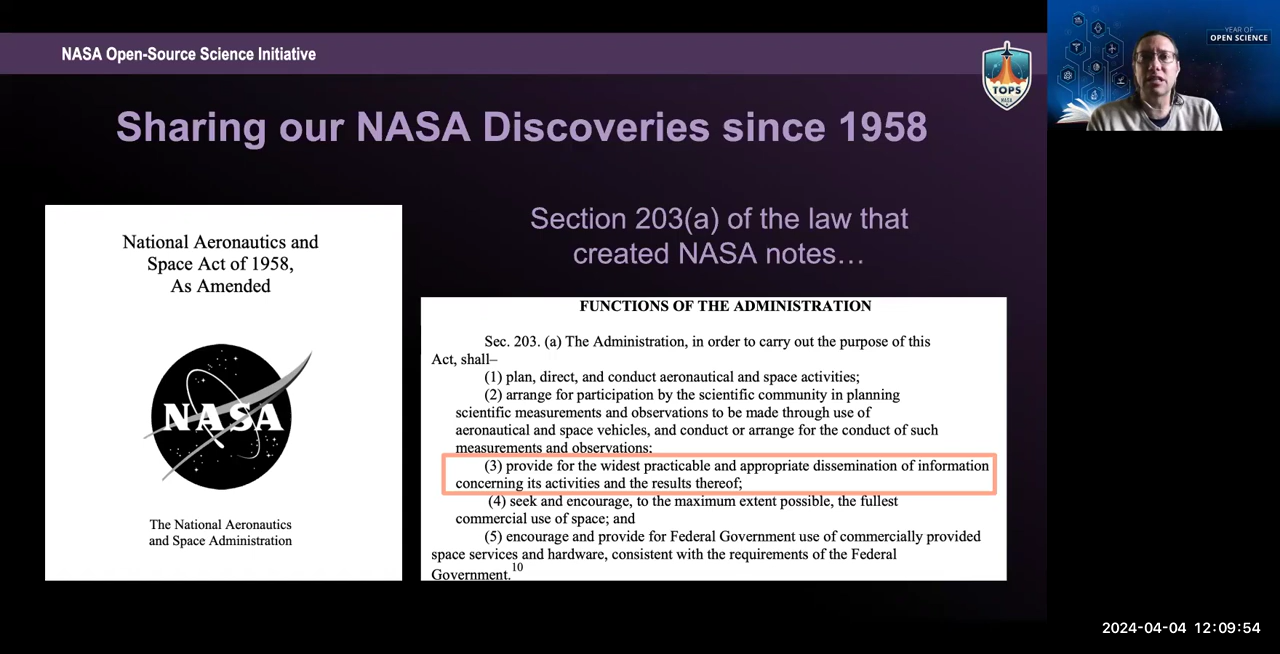 NASA Open-Source Science Initiative
TOPS
NASA
YEAR OF
OPEN SCIENCE
Sharing our NASA Discoveries since 1958
National Aeronautics and
Space Act of 1958,
As Amended
NASA
The National Aeronautics
and Space Administration
Section 203(a) of the law that
created NASA notes…
FUNCTIONS OF THE ADMINISTRATION
Sec. 203. (a) The Administration, in order to carry out the purpose of this
Act, shall–
(1) plan, direct, and conduct aeronautical and space activities;
(2) arrange for participation by the scientific community in planning
scientific measurements and observations to be made through use of
aeronautical and space vehicles, and conduct or arrange for the conduct of such
measurements and observations;
(3) provide for the widest practicable and appropriate dissemination of information
concerning its activities and the results thereof;
(4) seek and encourage, to the maximum extent possible, the fullest
commercial use of space; and
(5) encourage and provide for Federal Government use of commercially provided
space services and hardware, consistent with the requirements of the Federal
Government.10
2024-04-04 12:09:54